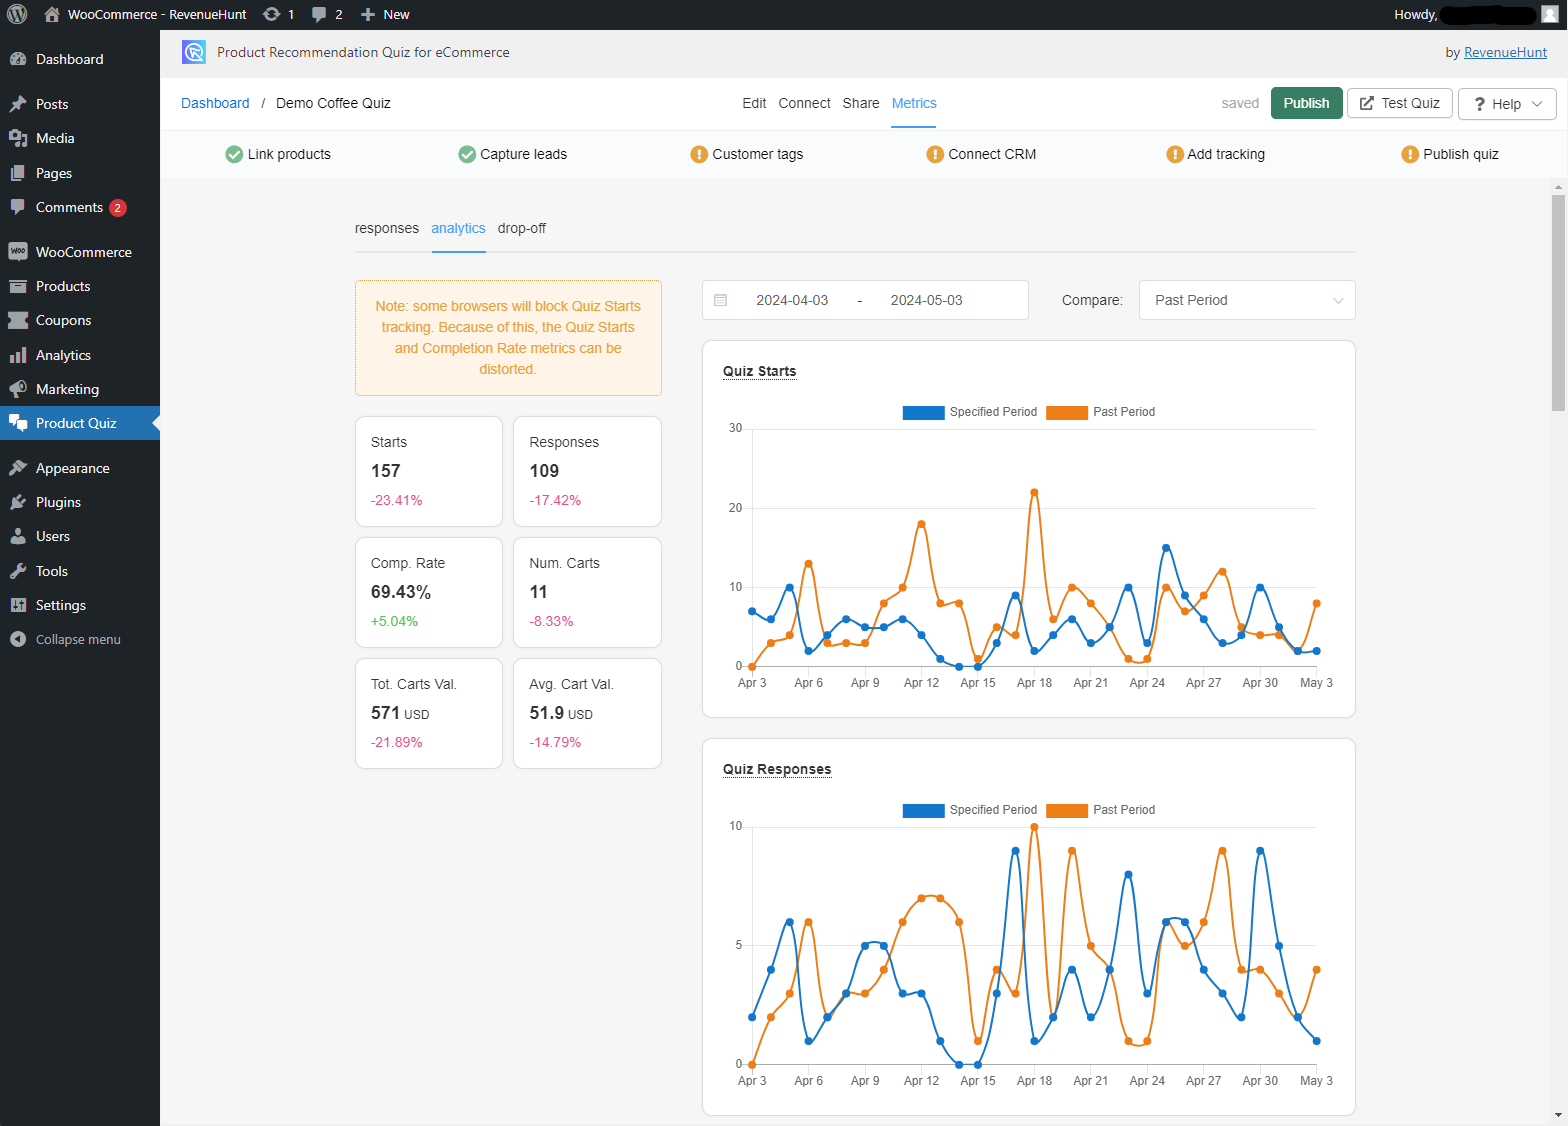 WooCommerce - RevenueHunt 1 2 New Howdy,
Product Recommendation Quiz for eCommerce by RevenueHunt
Dashboard / Demo Coffee Quiz Edit Connect Share Metrics saved Publish Test Quiz ? Help
Link products Capture leads Customer tags Connect CRM Add tracking Publish quiz
Dashboard
Posts
Media
Pages
Comments 2
WooCommerce
Products
Coupons
Analytics
Marketing
Product Quiz
Appearance
Plugins
Users
Tools
Settings
Collapse menu
responses analytics drop-off
Note: some browsers will block Quiz Starts
tracking. Because of this, the Quiz Starts
and Completion Rate metrics can be
distorted.
Starts
157
-23.41%
Responses
109
-17.42%
Comp. Rate
69.43%
+5.04%
Num. Carts
11
-8.33%
Tot. Carts Val.
571 USD
-21.89%
Avg. Cart Val.
51.9 USD
-14.79%
2024-04-03 - 2024-05-03 Compare: Past Period
Quiz Starts
Specified Period Past Period
30
20
10
0
Apr 3 Apr 6 Apr 9 Apr 12 Apr 15 Apr 18 Apr 21 Apr 24 Apr 27 Apr 30 May 3
Quiz Responses
Specified Period Past Period
10
5
0
Apr 3 Apr 6 Apr 9 Apr 12 Apr 15 Apr 18 Apr 21 Apr 24 Apr 27 Apr 30 May 3